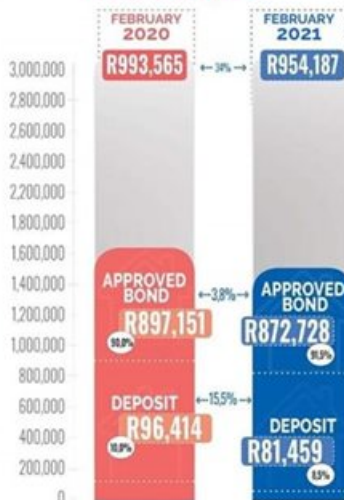 FEBRUARY
2020
FEBRUARY
2021
R993,565
34%
R954,187
3,000,000
2,800,000
2,600,000
2,400,000
2,200,000
2,000,000
1,800,000
1,600,000
1,400,000
1,200,000
1,000,000
800,000
600,000
400,000
200,000
0
APPROVED
BOND
R897,151
90,0%
3,8%
APPROVED
BOND
R872,728
91,5%
DEPOSIT
R96,414
10,0%
15,5%
DEPOSIT
R81,459
8,5%